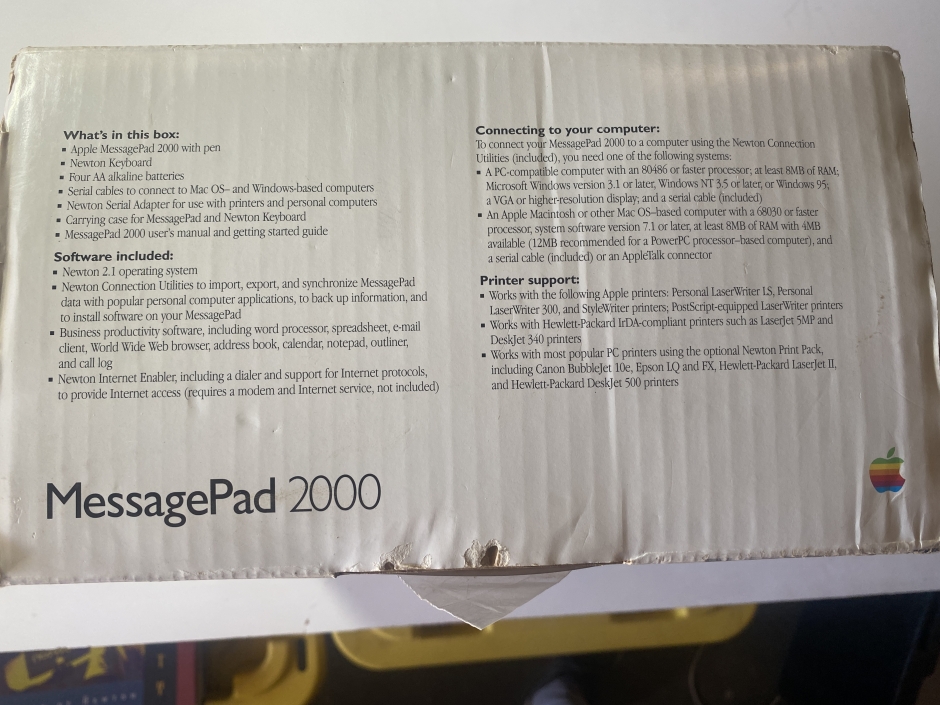 What's in this box:
▪ Apple MessagePad 2000 with pen
▪ Newton Keyboard
▪ Four AA alkaline batteries
▪ Serial cables to connect to Mac OS– and Windows-based computers
▪ Newton Serial Adapter for use with printers and personal computers
▪ Carrying case for MessagePad and Newton Keyboard
▪ MessagePad 2000 user's manual and getting started guide
Software included:
▪ Newton 2.1 operating system
▪ Newton Connection Utilities to import, export, and synchronize MessagePad
data with popular personal computer applications, to back up information, and
to install software on your MessagePad
▪ Business productivity software, including word processor, spreadsheet, e-mail
client, World Wide Web browser, address book, calendar, notepad, outliner,
and call log
▪ Newton Internet Enabler, including a dialer and support for Internet protocols,
to provide Internet access (requires a modem and Internet service, not included)
Connecting to your computer:
To connect your MessagePad 2000 to a computer using the Newton Connection
Utilities (included), you need one of the following systems:
▪ A PC-compatible computer with an 80486 or faster processor; at least 8MB of RAM;
Microsoft Windows version 3.1 or later, Windows NT 3.5 or later, or Windows 95;
a VGA or higher-resolution display; and a serial cable (included)
▪ An Apple Macintosh or other Mac OS–based computer with a 68030 or faster
processor, system software version 7.1 or later, at least 8MB of RAM with 4MB
available (12MB recommended for a PowerPC processor–based computer), and
a serial cable (included) or an AppleTalk connector
Printer support:
▪ Works with the following Apple printers: Personal LaserWriter LS, Personal
LaserWriter 300, and StyleWriter printers; PostScript-equipped LaserWriter printers
▪ Works with Hewlett-Packard IrDA-compliant printers such as LaserJet 5MP and
DeskJet 340 printers
▪ Works with most popular PC printers using the optional Newton Print Pack,
including Canon BubbleJet 10e, Epson LQ and FX, Hewlett-Packard LaserJet II,
and Hewlett-Packard DeskJet 500 printers
MessagePad 2000